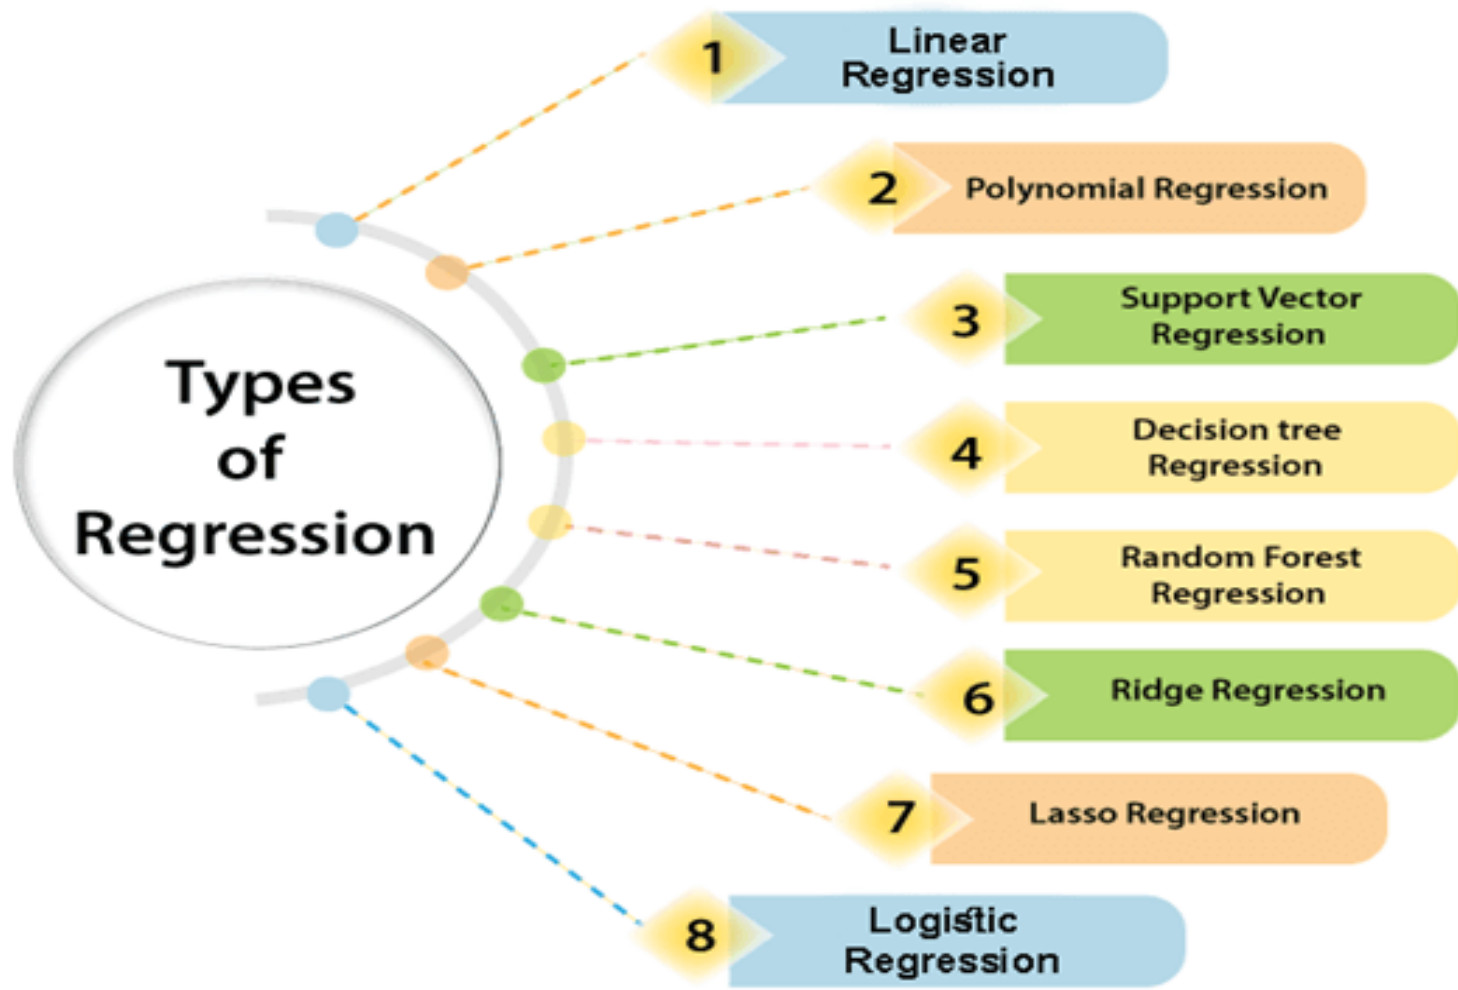 Types
of
Regression
1
Linear
Regression
2
Polynomial Regression
3
Support Vector
Regression
4
Decision tree
Regression
5
Random Forest
Regression
6
Ridge Regression
7
Lasso Regression
8
Logistic
Regression